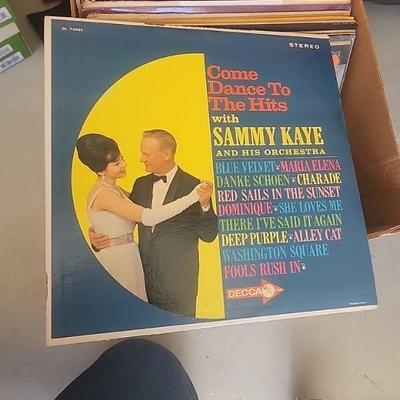 DL 74502
STEREO
Come
Dance To
The Hits
with
SAMMY KAYE
AND HIS ORCHESTRA
BLUE VELVET • MARIA ELENA
DANKE SCHOEN • CHARADE
RED SAILS IN THE SUNSET
DOMINIQUE • SHE LOVES ME
THERE I'VE SAID IT AGAIN
DEEP PURPLE • ALLEY CAT
WASHINGTON SQUARE
FOOLS RUSH IN •
DECCA